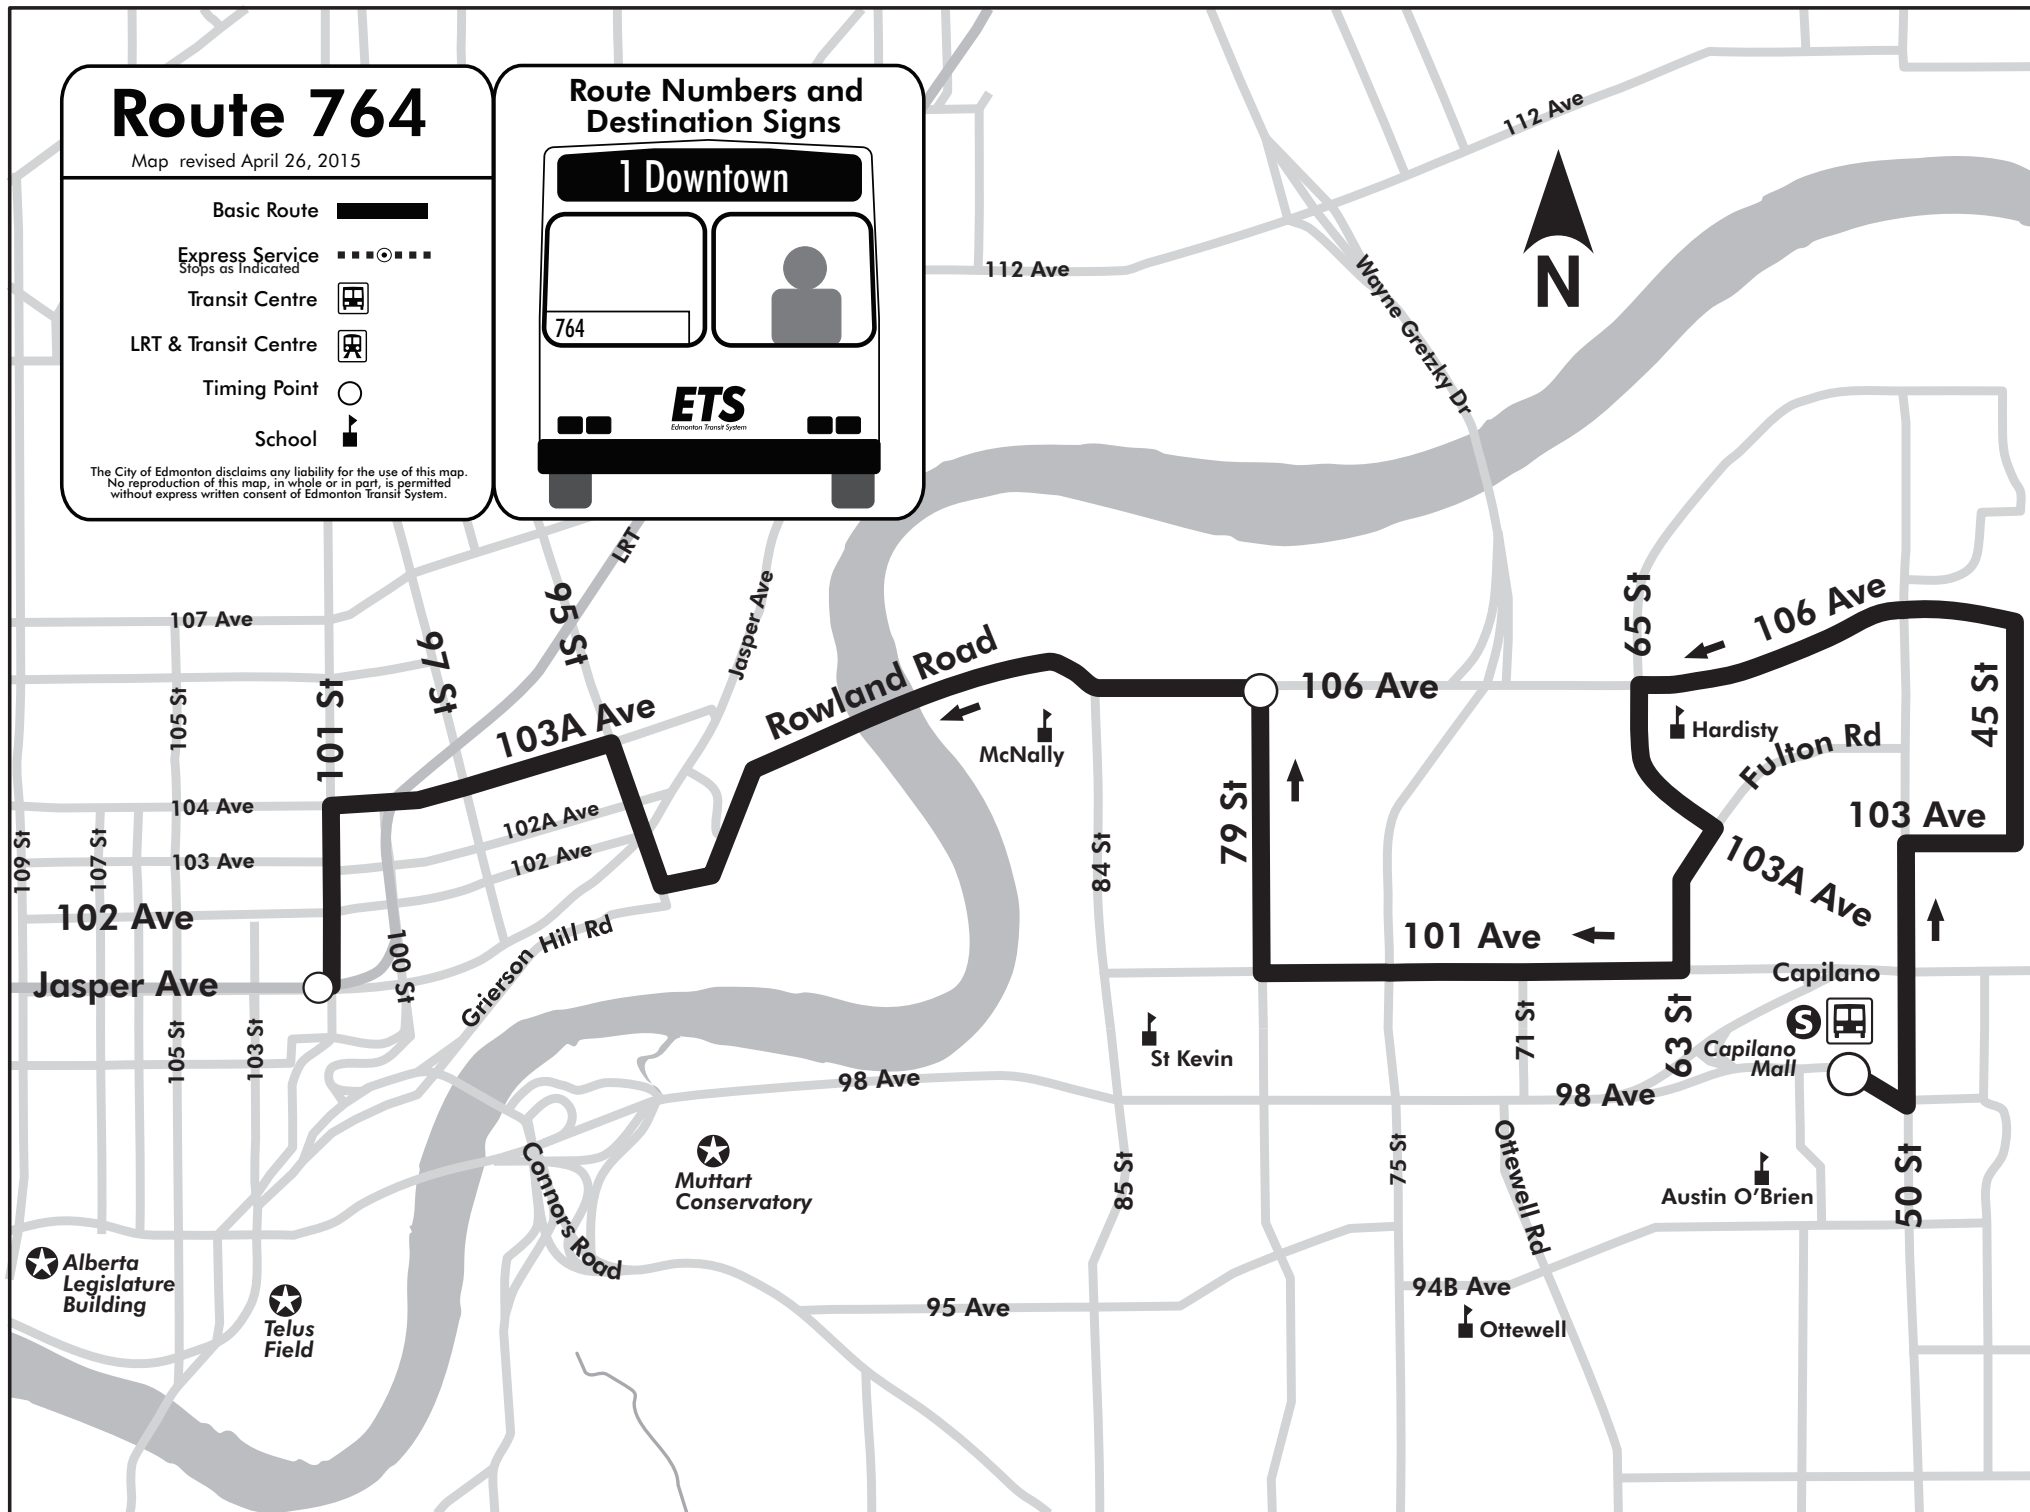 Route 764
Map revised April 26, 2015
Basic Route
Express Service
Stops as Indicated
Transit Centre
LRT & Transit Centre
Timing Point
School
The City of Edmonton disclaims any liability for the use of this map.
No reproduction of this map, in whole or in part, is permitted
without express written consent of Edmonton Transit System.
Route Numbers and
Destination Signs
1 Downtown
764
ETS
Edmonton Transit System
112 Ave
112 Ave
Wayne Gretzky Dr
N
LRT
95 St
Jasper Ave
107 Ave
97 St
105 St
101 St
103A Ave
Rowland Road
McNally
106 Ave
65 St
106 Ave
45 St
Hardisty
Fulton Rd
104 Ave
102A Ave
103 Ave
102 Ave
109 St
107 St
84 St
79 St
103 Ave
103A Ave
102 Ave
101 Ave
Jasper Ave
100 St
Grierson Hill Rd
Capilano
S
Capilano
Mall
105 St
103 St
St Kevin
71 St
63 St
98 Ave
98 Ave
Connors Road
Muttart
Conservatory
85 St
75 St
Ottewell Rd
Austin O'Brien
50 St
Alberta
Legislature
Building
Telus
Field
95 Ave
94B Ave
Ottewell